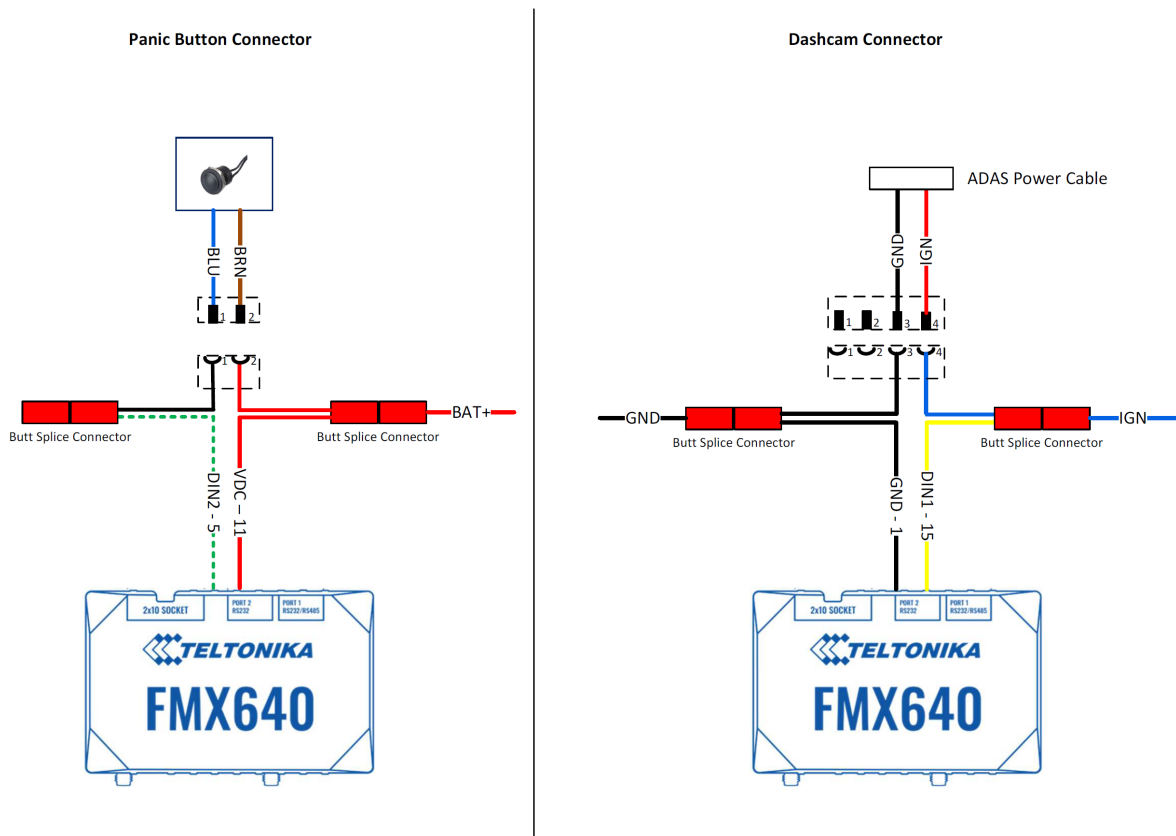 Panic Button Connector
BLU
BRN
1
2
1
2
BAT+
Butt Splice Connector
Butt Splice Connector
DIN2 - 5
VDC – 11
2x10 SOCKET
PORT 2
RS232
PORT 1
RS232/RS485
TELTONIKA
FMX640
Dashcam Connector
ADAS Power Cable
GND
IGN
1
2
3
4
1
2
3
4
GND
IGN
Butt Splice Connector
Butt Splice Connector
GND - 1
DIN1 - 15
2x10 SOCKET
PORT 2
RS232
PORT 1
RS232/RS485
TELTONIKA
FMX640